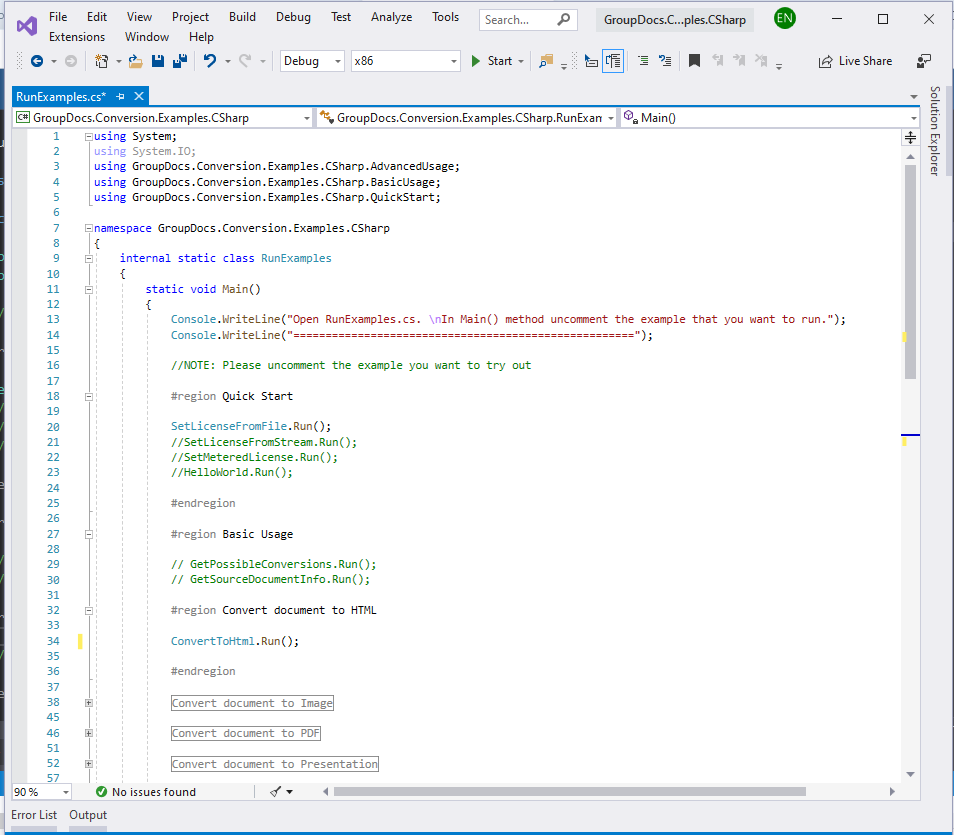 File Edit View Project Build Debug Test Analyze Tools Search... GroupDocs.C...ples.CSharp EN
Extensions Window Help
Debug x86 Start Live Share
RunExamples.cs*
Solution Explorer
C# GroupDocs.Conversion.Examples.CSharp GroupDocs.Conversion.Examples.CSharp.RunExam Main()
1 using System;
2 using System.IO;
3 using GroupDocs.Conversion.Examples.CSharp.AdvancedUsage;
4 using GroupDocs.Conversion.Examples.CSharp.BasicUsage;
5 using GroupDocs.Conversion.Examples.CSharp.QuickStart;
6
7 namespace GroupDocs.Conversion.Examples.CSharp
8 {
9 internal static class RunExamples
10 {
11 static void Main()
12 {
13 Console.WriteLine("Open RunExamples.cs. \nIn Main() method uncomment the example that you want to run.");
14 Console.WriteLine("=====================================================");
15
16 //NOTE: Please uncomment the example you want to try out
17
18 #region Quick Start
19
20 SetLicenseFromFile.Run();
21 //SetLicenseFromStream.Run();
22 //SetMeteredLicense.Run();
23 //HelloWorld.Run();
24
25 #endregion
26
27 #region Basic Usage
28
29 // GetPossibleConversions.Run();
30 // GetSourceDocumentInfo.Run();
31
32 #region Convert document to HTML
33
34 ConvertToHtml.Run();
35
36 #endregion
37
38 Convert document to Image
45
46 Convert document to PDF
51
52 Convert document to Presentation
57
90 % No issues found
Error List Output